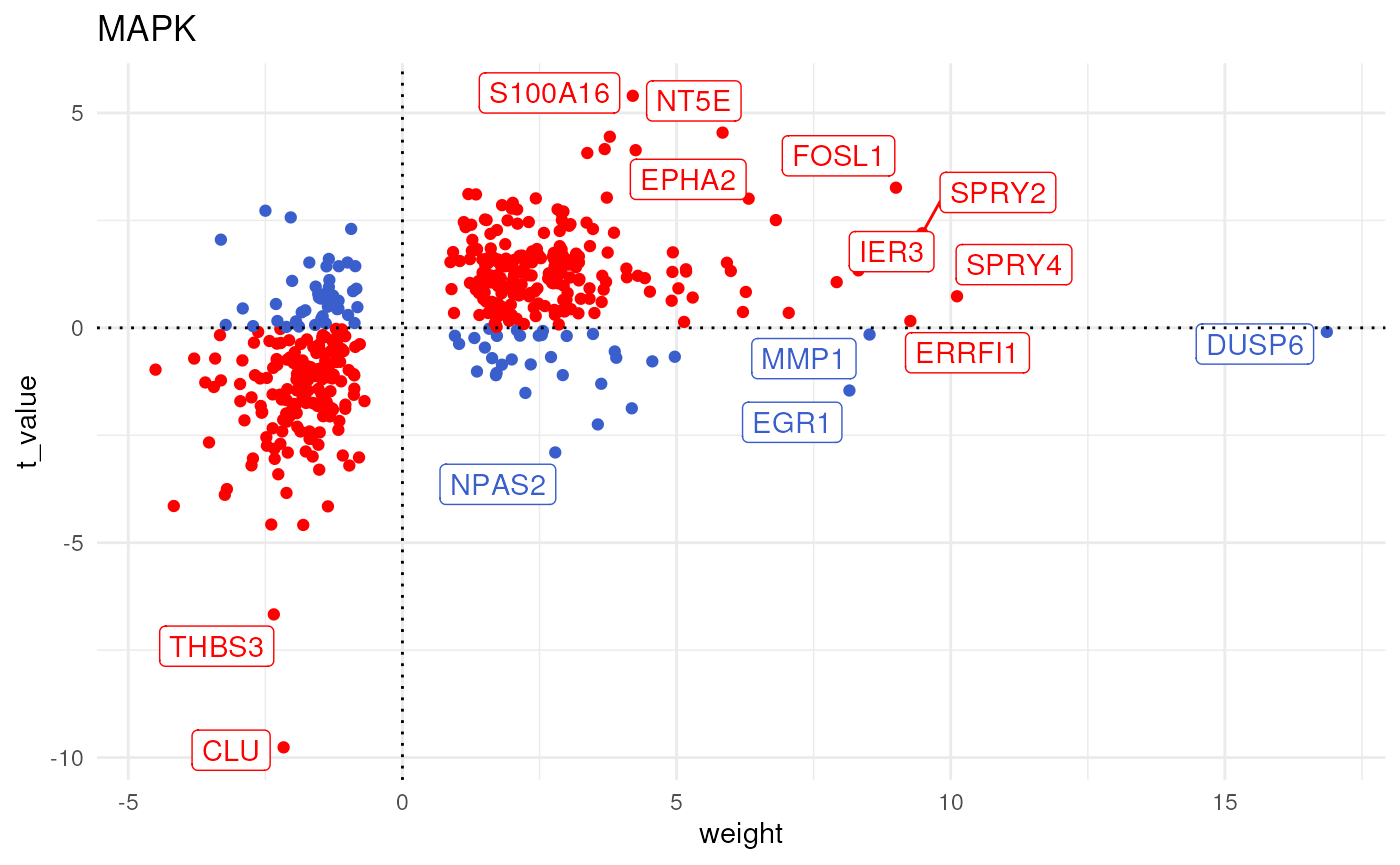 MAPK
S100A16
NT5E
FOSL1
EPHA2
SPRY2
IER3
SPRY4
ERRFI1
MMP1
DUSP6
EGR1
NPAS2
THBS3
CLU
5
0
-5
-10
t_value
-5
0
5
10
15
weight